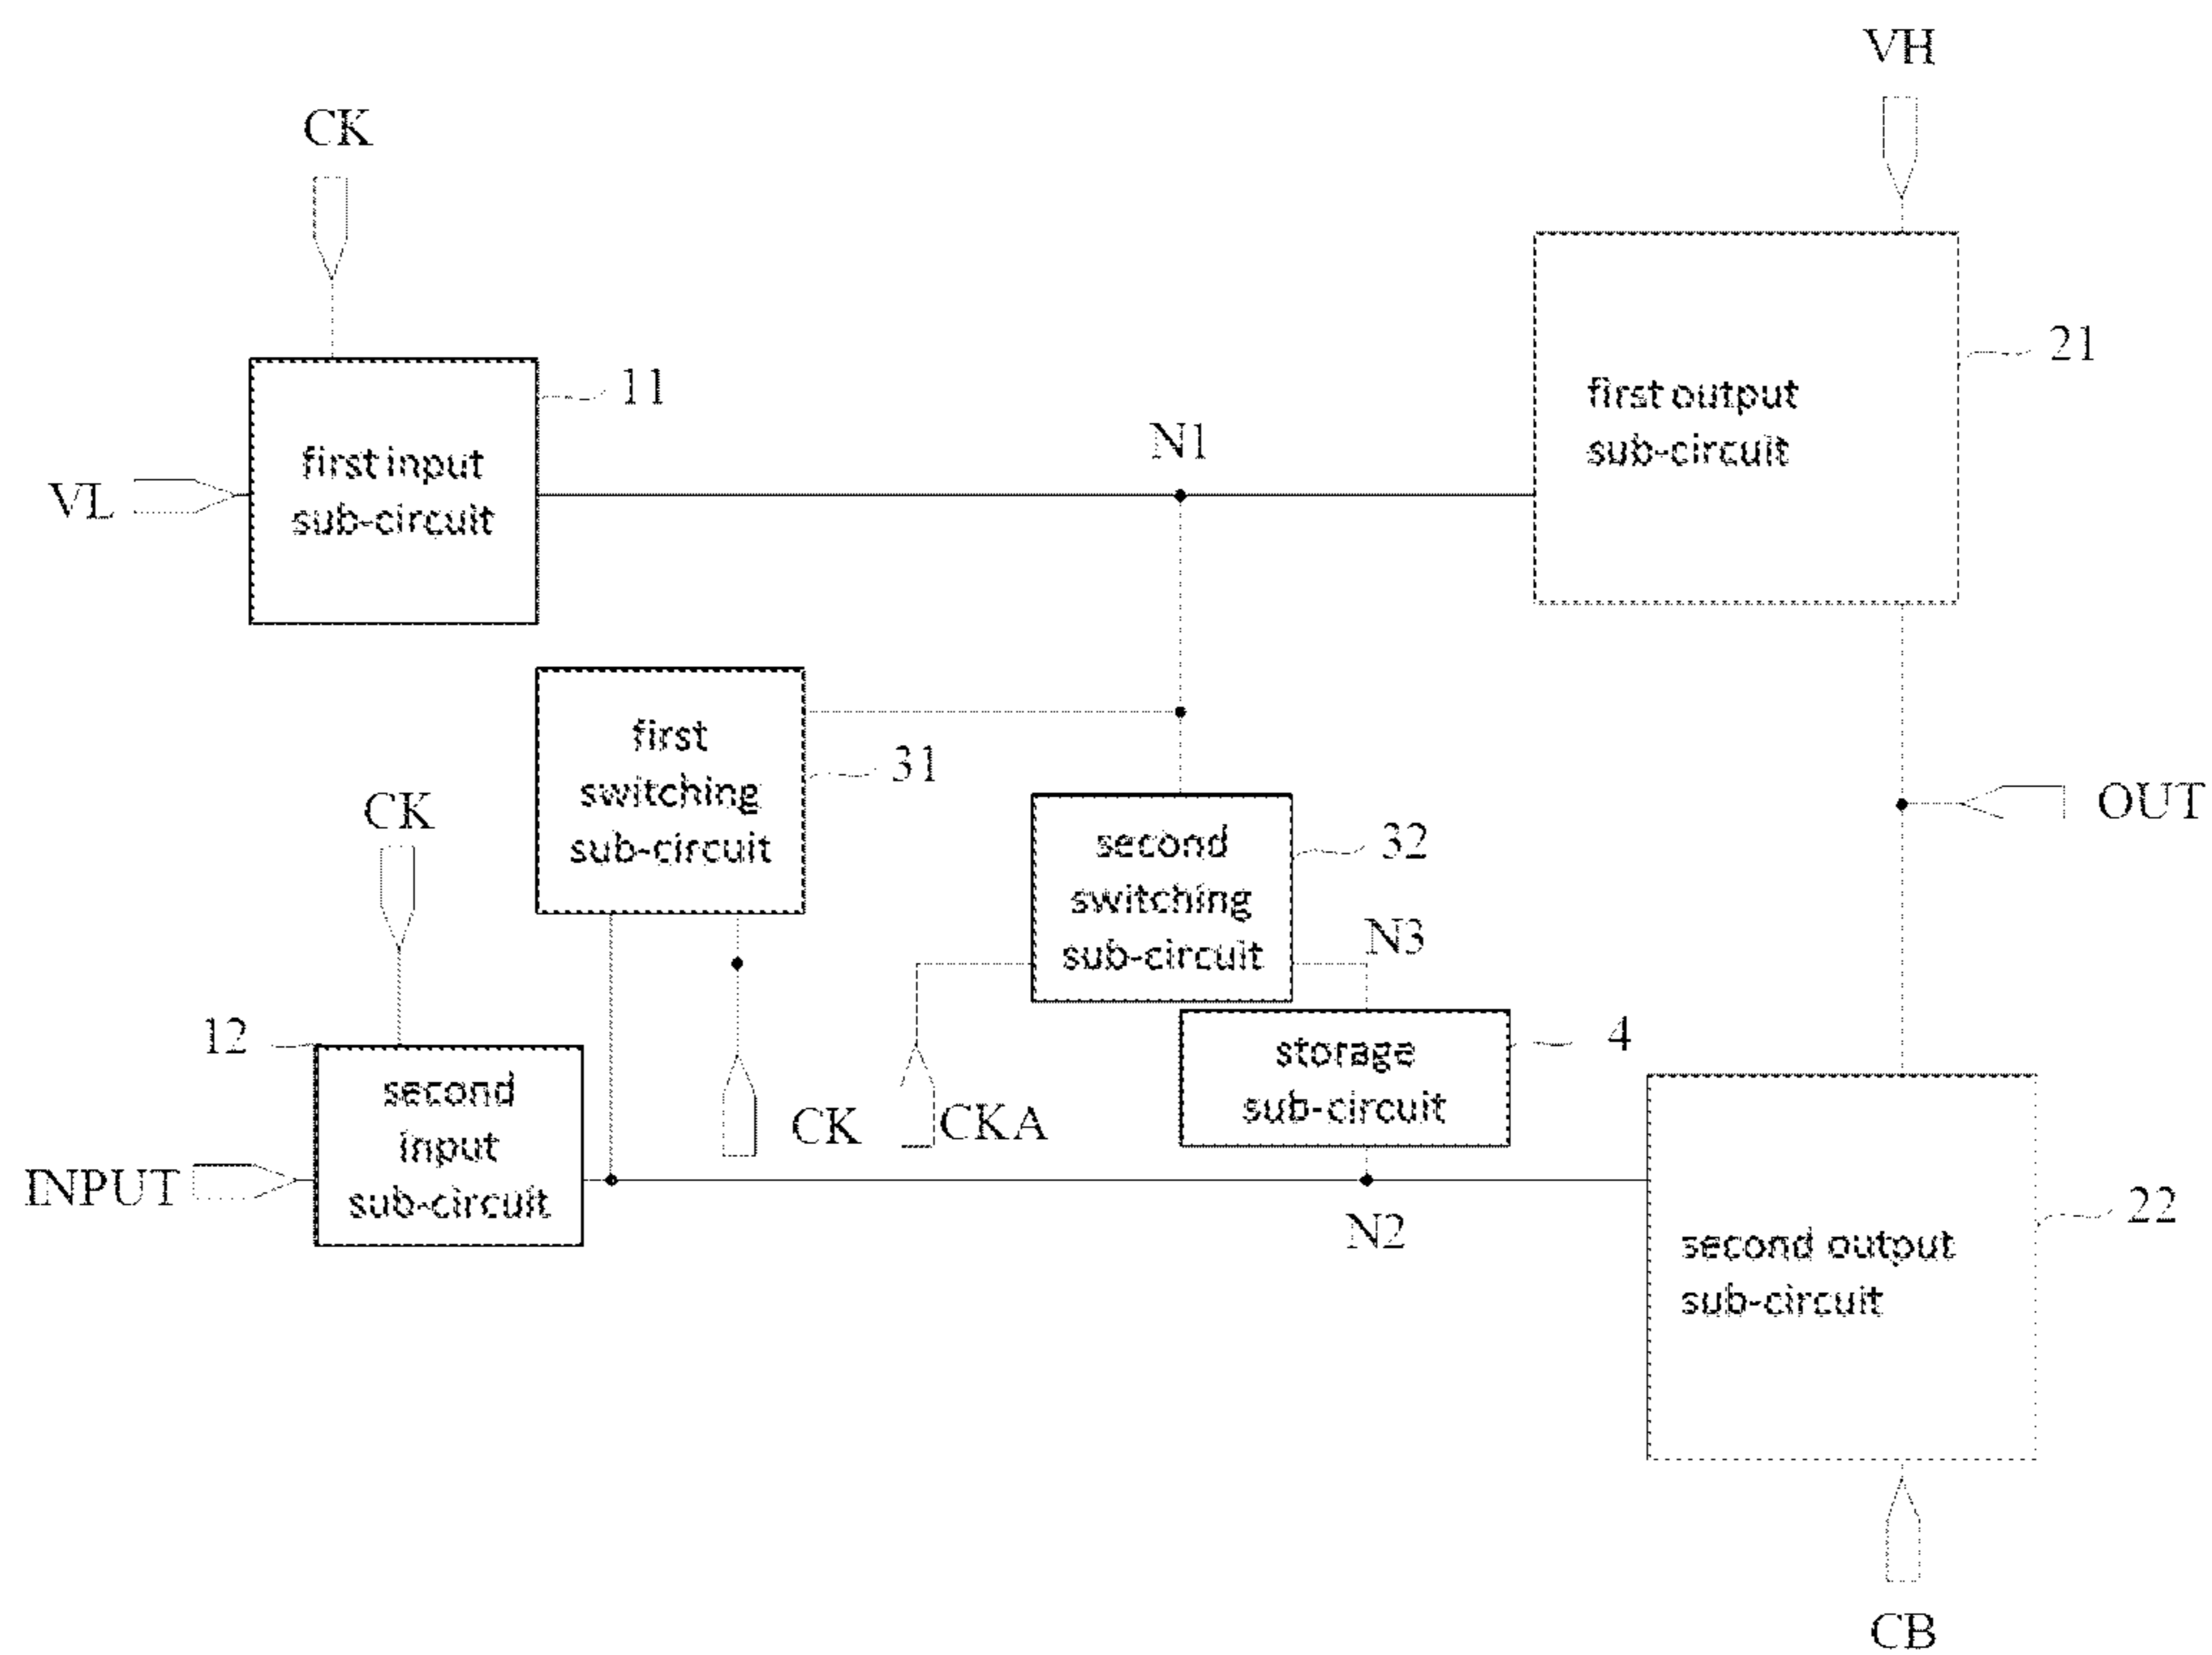 VH
CK
21
first output
sub-circuit
11
first input
sub-circuit
N1
VL
first
switching
sub-circuit
31
CK
OUT
second
switching
sub-circuit
32
N3
12
second
input
sub-circuit
storage
sub-circuit
4
CK
CKA
INPUT
N2
22
second output
sub-circuit
CB